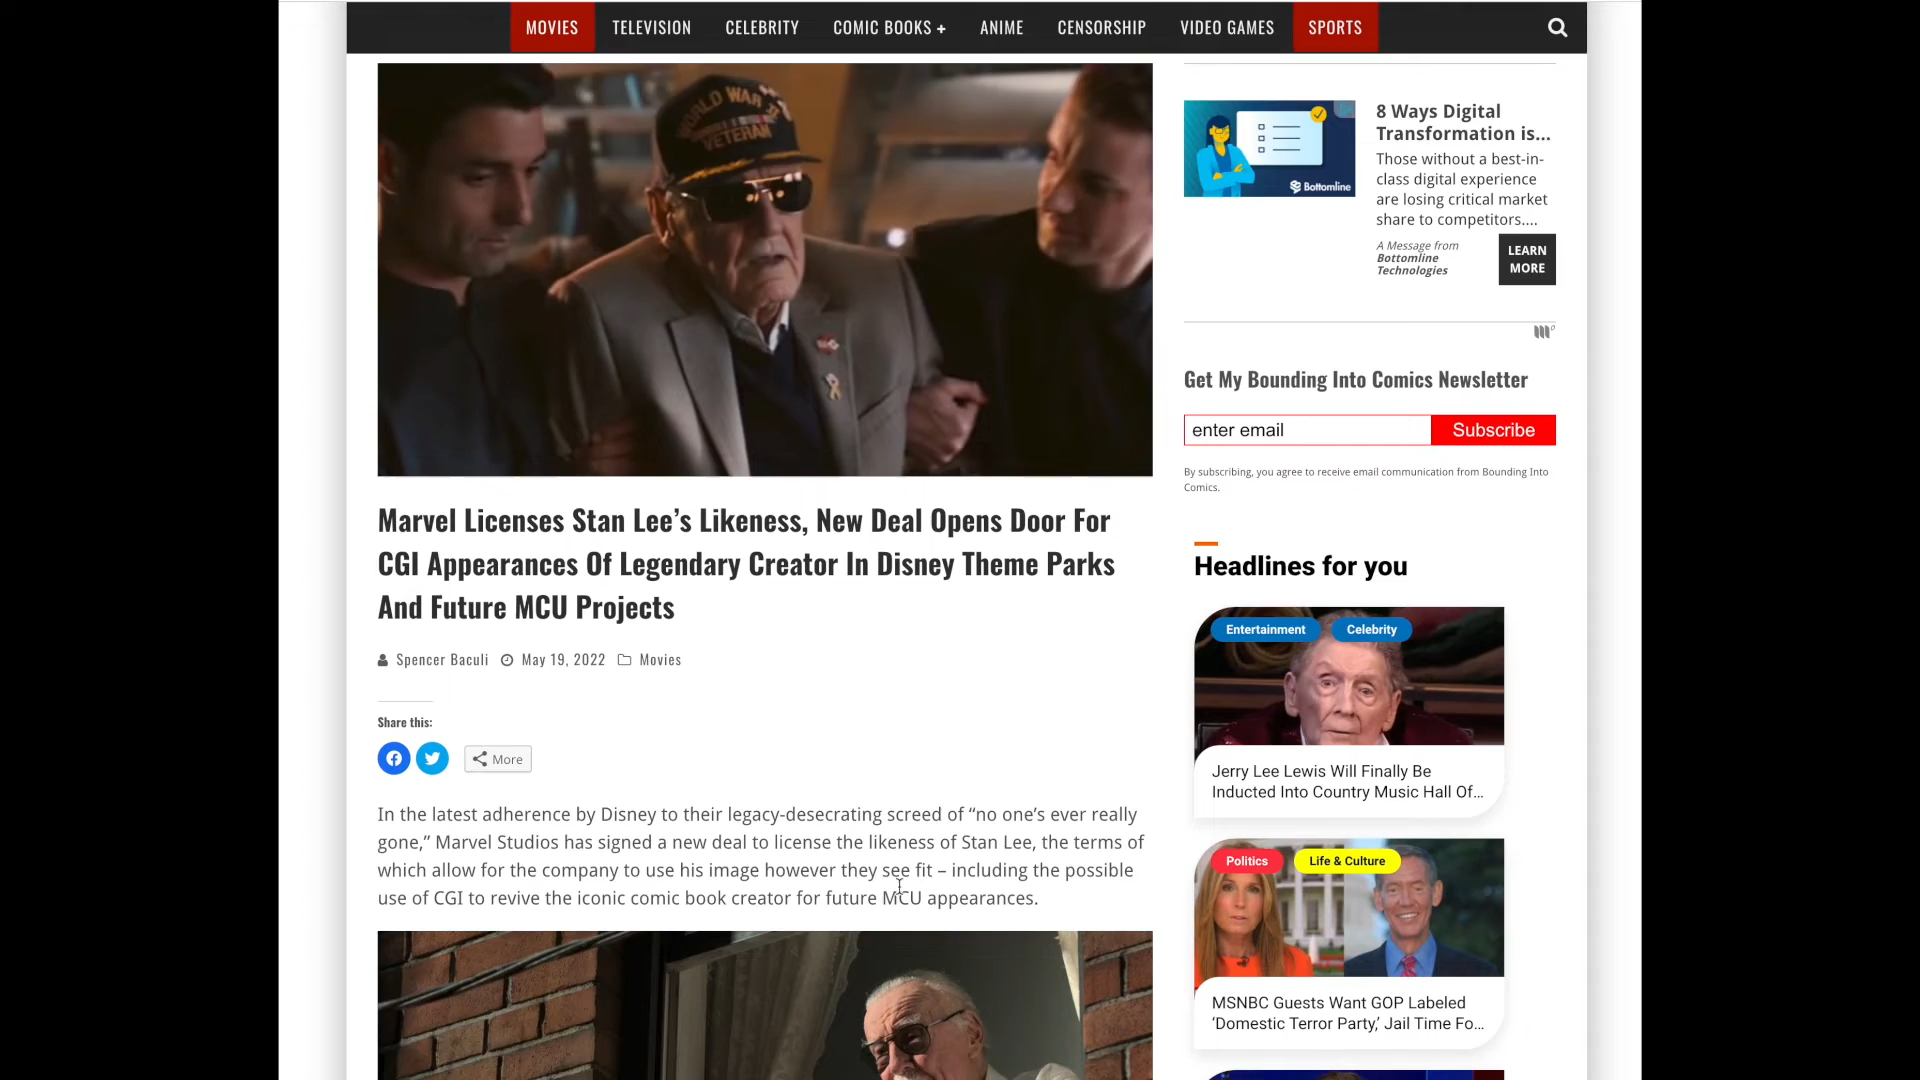 MOVIES TELEVISION CELEBRITY COMIC BOOKS + ANIME CENSORSHIP VIDEO GAMES SPORTS
WORLD WAR II
VETERAN
Marvel Licenses Stan Lee’s Likeness, New Deal Opens Door For
CGI Appearances Of Legendary Creator In Disney Theme Parks
And Future MCU Projects
Spencer Baculi May 19, 2022 Movies
Share this:
More
In the latest adherence by Disney to their legacy-desecrating screed of “no one’s ever really
gone,” Marvel Studios has signed a new deal to license the likeness of Stan Lee, the terms of
which allow for the company to use his image however they see fit – including the possible
use of CGI to revive the iconic comic book creator for future MCU appearances.
Bottomline
8 Ways Digital
Transformation is...
Those without a best-in-
class digital experience
are losing critical market
share to competitors....
A Message from
Bottomline
Technologies
LEARN
MORE
Get My Bounding Into Comics Newsletter
enter email
Subscribe
By subscribing, you agree to receive email communication from Bounding Into
Comics.
Headlines for you
Entertainment Celebrity
Jerry Lee Lewis Will Finally Be
Inducted Into Country Music Hall Of...
Politics Life & Culture
MSNBC Guests Want GOP Labeled
‘Domestic Terror Party,’ Jail Time Fo...